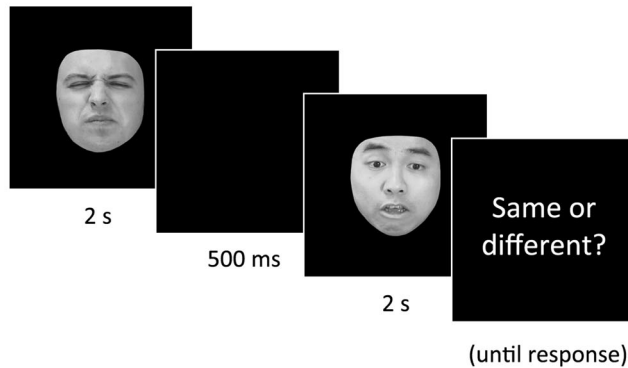 2 s
500 ms
2 s
Same or
different?
(until response)